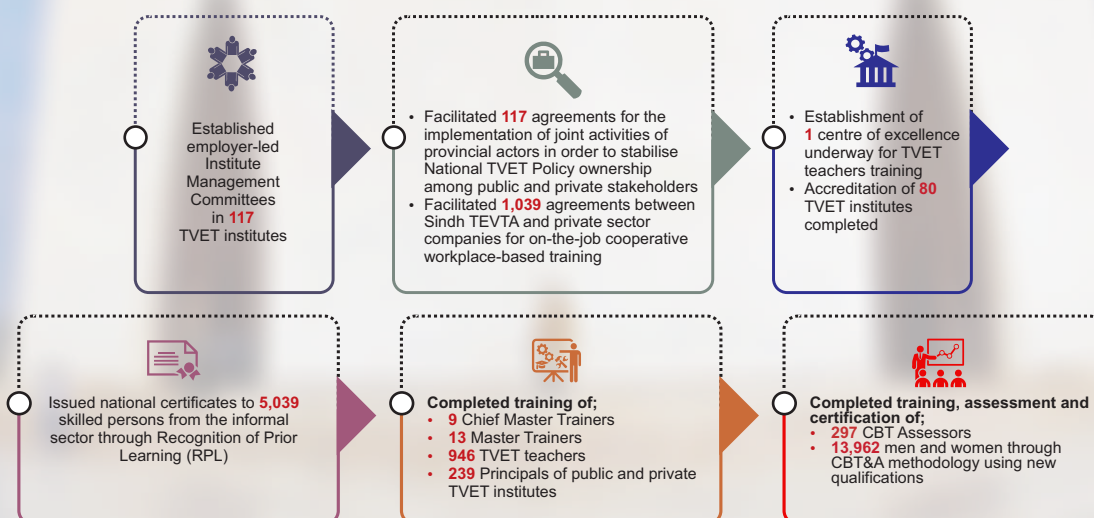 Established
employer-led
Institute
Management
Committees
in 117
TVET institutes
• Facilitated 117 agreements for the
implementation of joint activities of
provincial actors in order to stabilise
National TVET Policy ownership
among public and private stakeholders
• Facilitated 1,039 agreements between
Sindh TEVTA and private sector
companies for on-the-job cooperative
workplace-based training
• Establishment of
1 centre of excellence
underway for TVET
teachers training
• Accreditation of 80
TVET institutes
completed
Issued national certificates to 5,039
skilled persons from the informal
sector through Recognition of Prior
Learning (RPL)
Completed training of;
• 9 Chief Master Trainers
• 13 Master Trainers
• 946 TVET teachers
• 239 Principals of public and private
TVET institutes
Completed training, assessment and
certification of;
• 297 CBT Assessors
• 13,962 men and women through
CBT&A methodology using new
qualifications